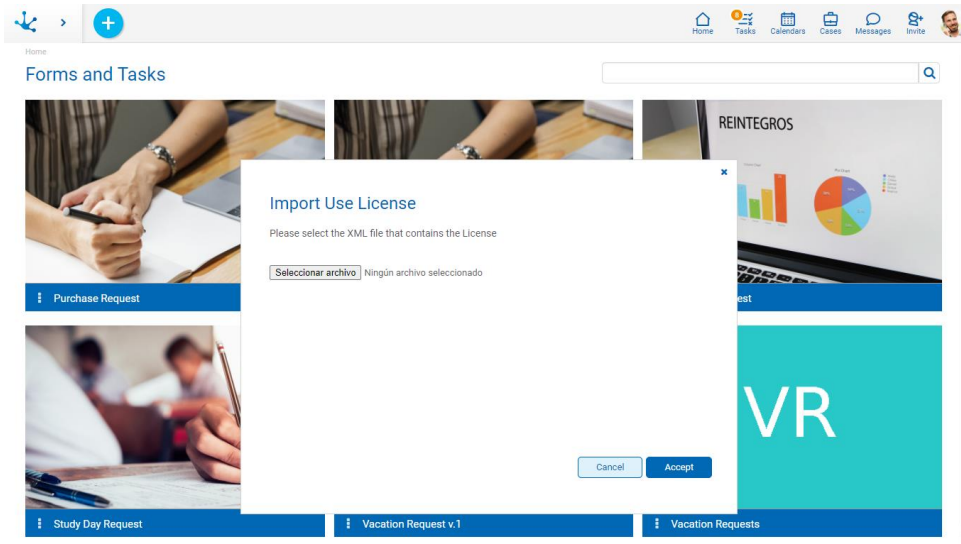 8
Home
Tasks
Calendars
Cases
Messages
Invite
Home
Forms and Tasks
REINTEGROS
Import Use License
Please select the XML file that contains the License
Seleccionar archivo Ningún archivo seleccionado
Purchase Request
est
VR
Cancel
Accept
Study Day Request
Vacation Request v.1
Vacation Requests